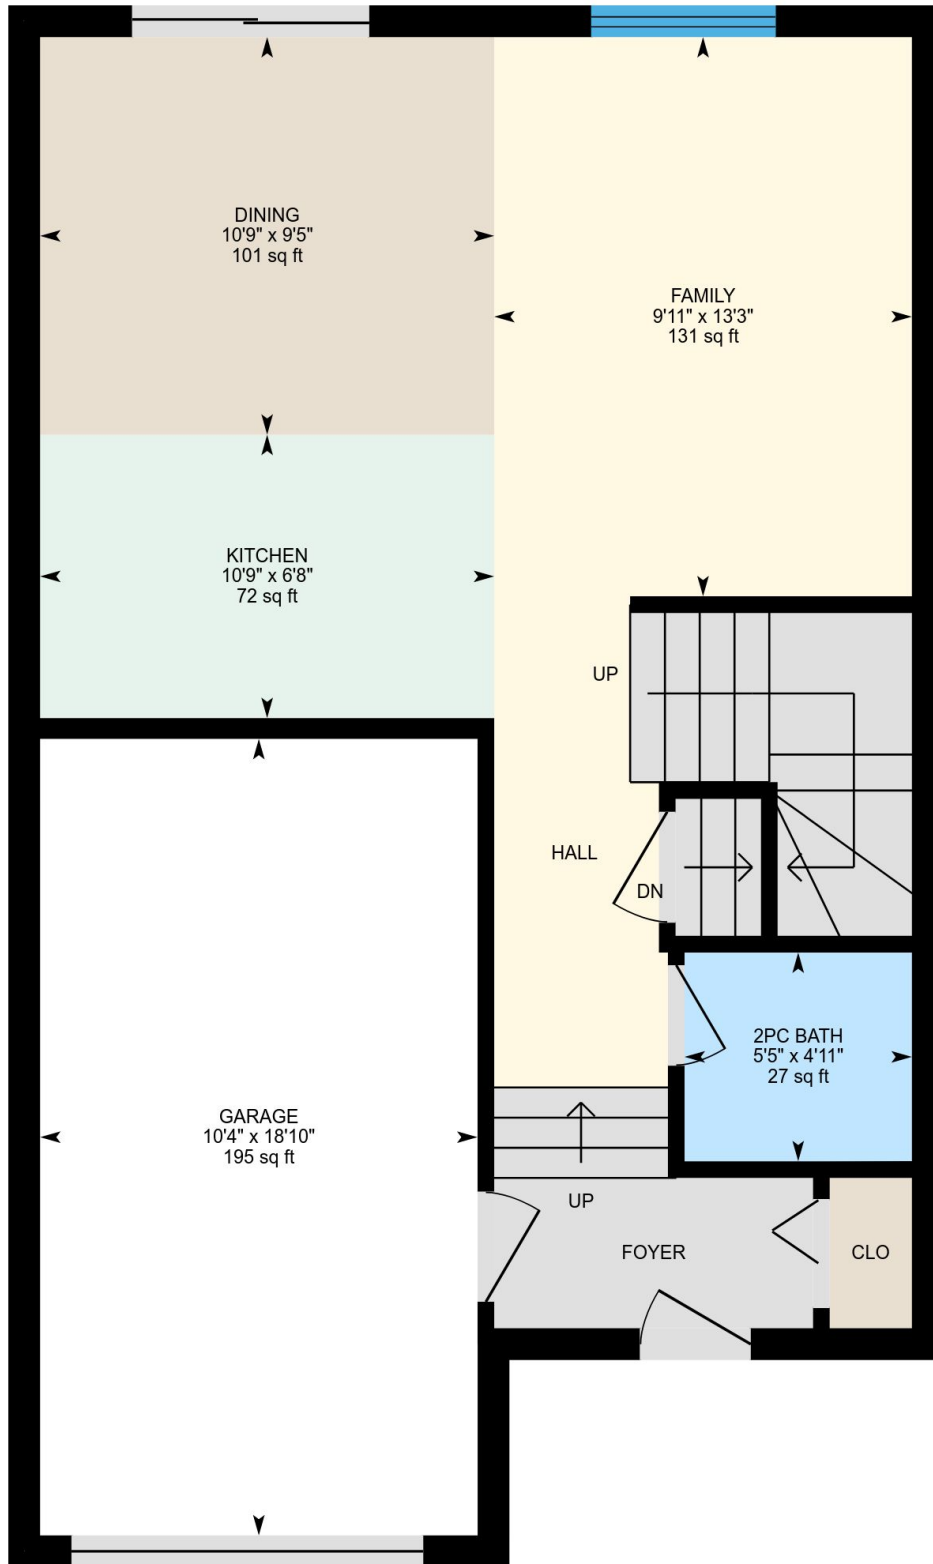 DINING
10'9" x 9'5"
101 sq ft
FAMILY
9'11" x 13'3"
131 sq ft
KITCHEN
10'9" x 6'8"
72 sq ft
UP
HALL
DN
2PC BATH
5'5" x 4'11"
27 sq ft
GARAGE
10'4" x 18'10"
195 sq ft
UP
FOYER
CLO